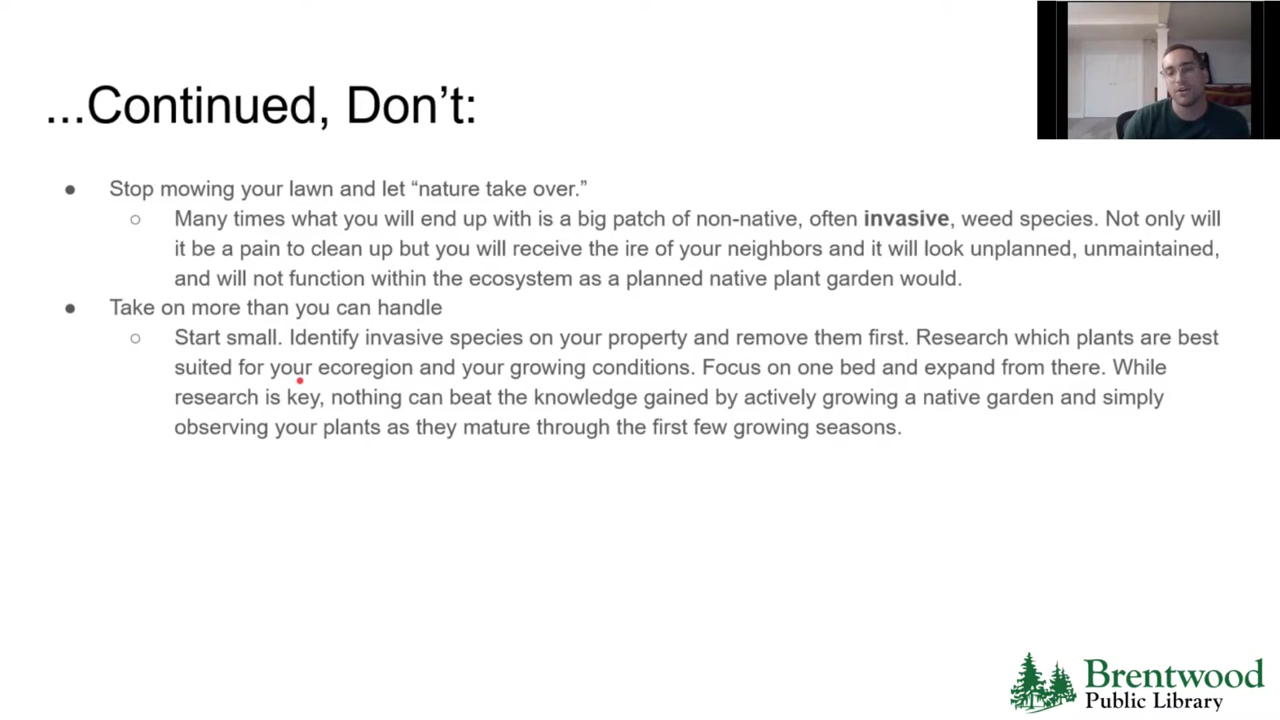 ...Continued, Don’t:
● Stop mowing your lawn and let “nature take over.”
○ Many times what you will end up with is a big patch of non-native, often invasive, weed species. Not only will
it be a pain to clean up but you will receive the ire of your neighbors and it will look unplanned, unmaintained,
and will not function within the ecosystem as a planned native plant garden would.
● Take on more than you can handle
○ Start small. Identify invasive species on your property and remove them first. Research which plants are best
suited for your ecoregion and your growing conditions. Focus on one bed and expand from there. While
research is key, nothing can beat the knowledge gained by actively growing a native garden and simply
observing your plants as they mature through the first few growing seasons.
Brentwood
Public Library